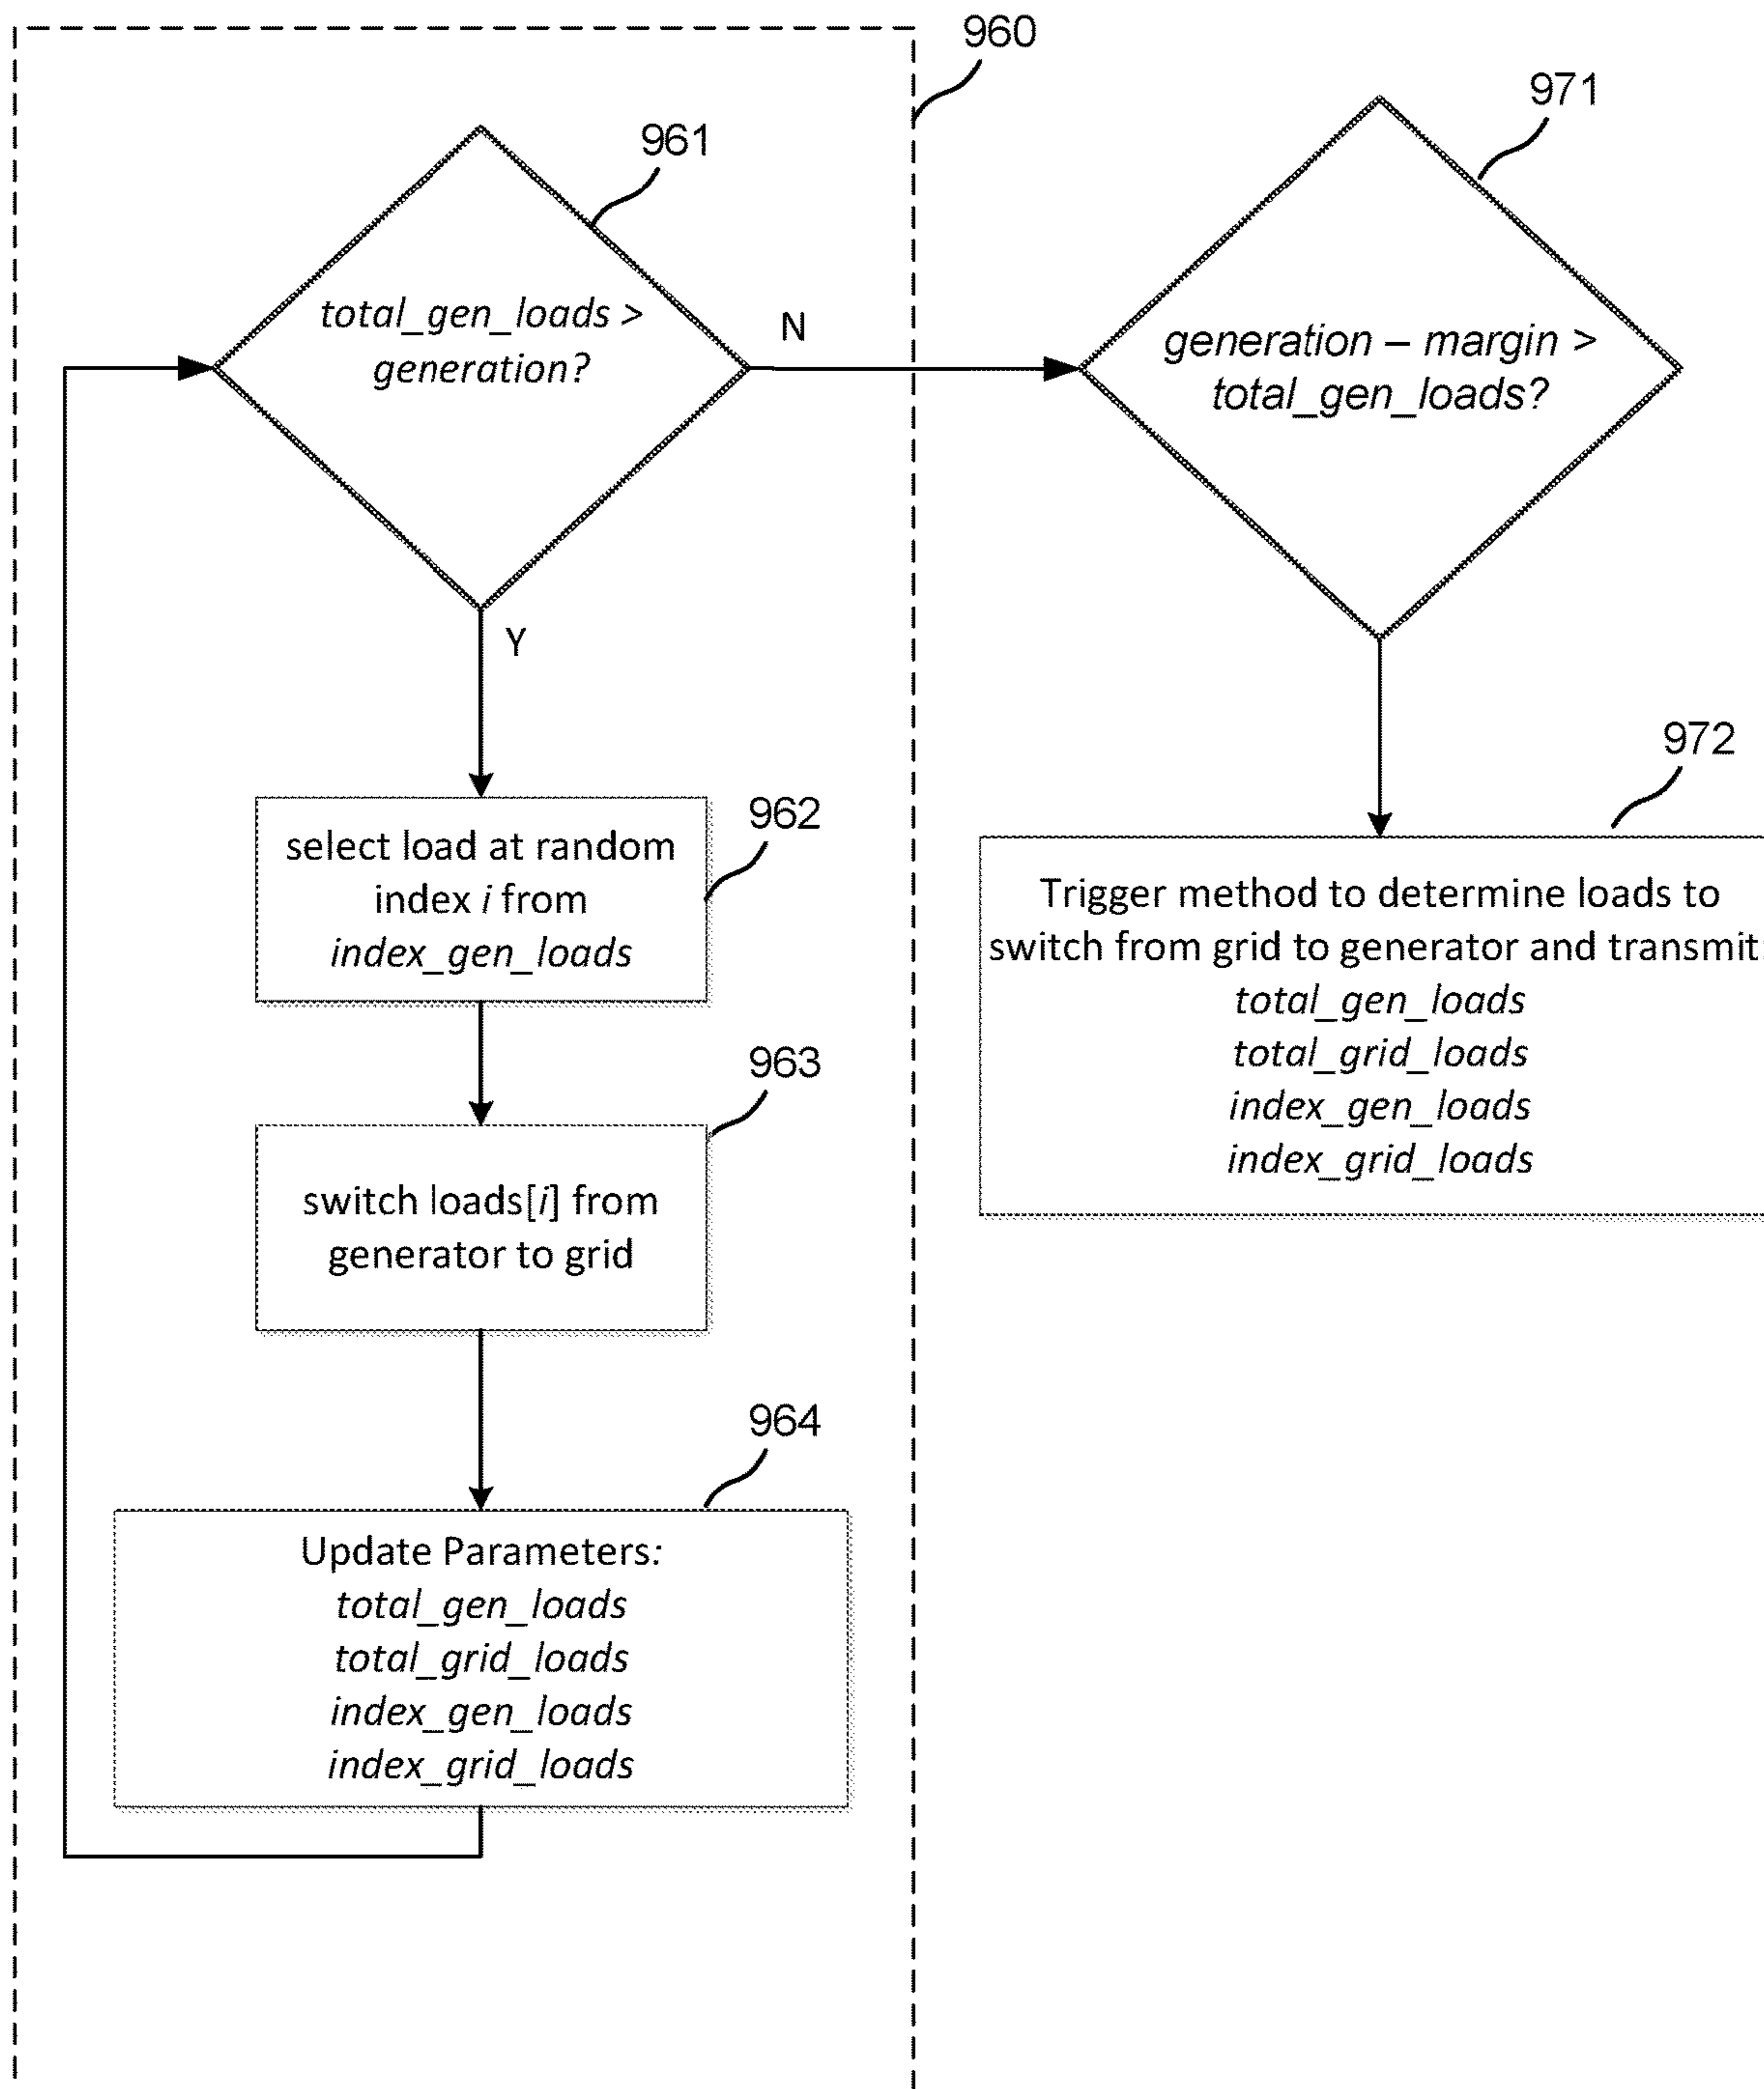 960
961
total_gen_loads >
generation?
N
Y
962
select load at random
index i from
index_gen_loads
963
switch loads[i] from
generator to grid
964
Update Parameters:
total_gen_loads
total_grid_loads
index_gen_loads
index_grid_loads
971
generation – margin >
total_gen_loads?
972
Trigger method to determine loads to
switch from grid to generator and transmit:
total_gen_loads
total_grid_loads
index_gen_loads
index_grid_loads